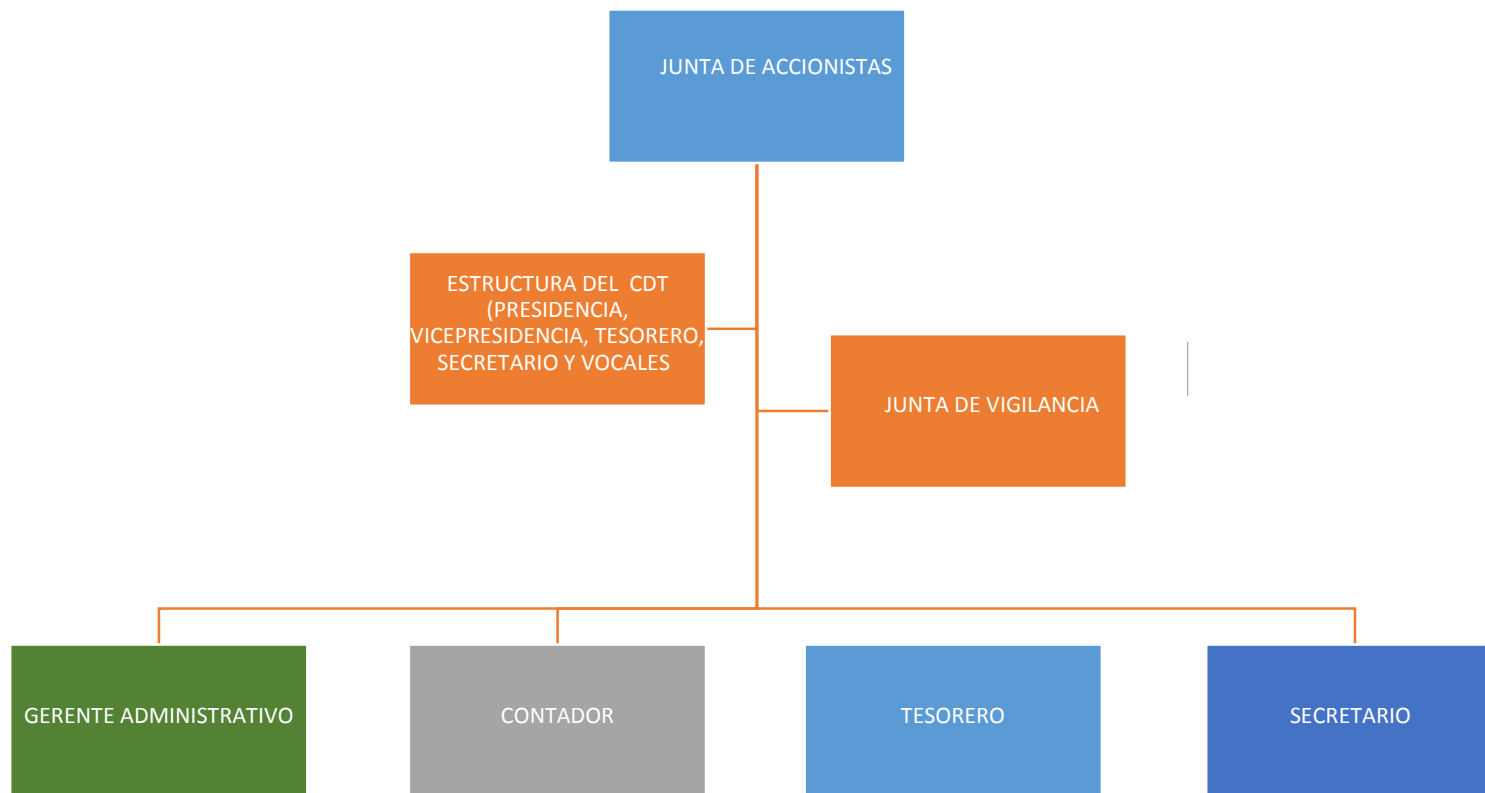 JUNTA DE ACCIONISTAS
ESTRUCTURA DEL CDT
(PRESIDENCIA,
VICEPRESIDENCIA, TESORERO,
SECRETARIO Y VOCALES
JUNTA DE VIGILANCIA
GERENTE ADMINISTRATIVO
CONTADOR
TESORERO
SECRETARIO